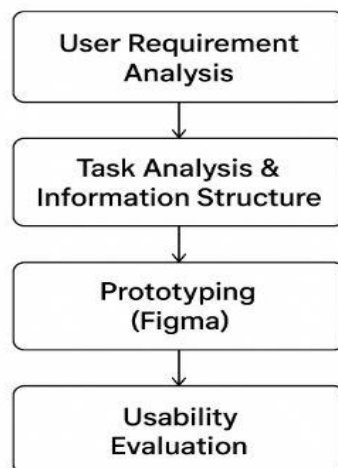 User Requirement
Analysis
Task Analysis &
Information Structure
Prototyping
(Figma)
Usability
Evaluation